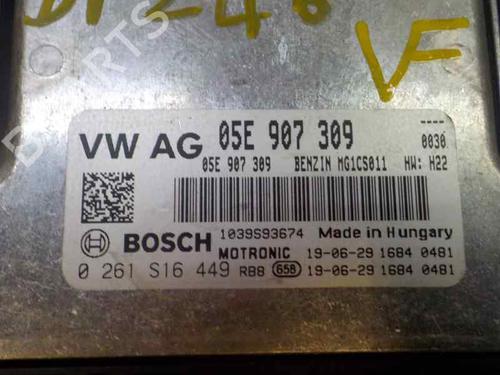 VF
VW AG 05E 907 309
----
0030
05E 907 309 BENZIN MG1CS011 HW: H22
1039S93674 Made in Hungary
BOSCH MOTRONIC 19-06-29 1684 0481
0 261 S16 449 RB8 658 19-06-29 1684 0481